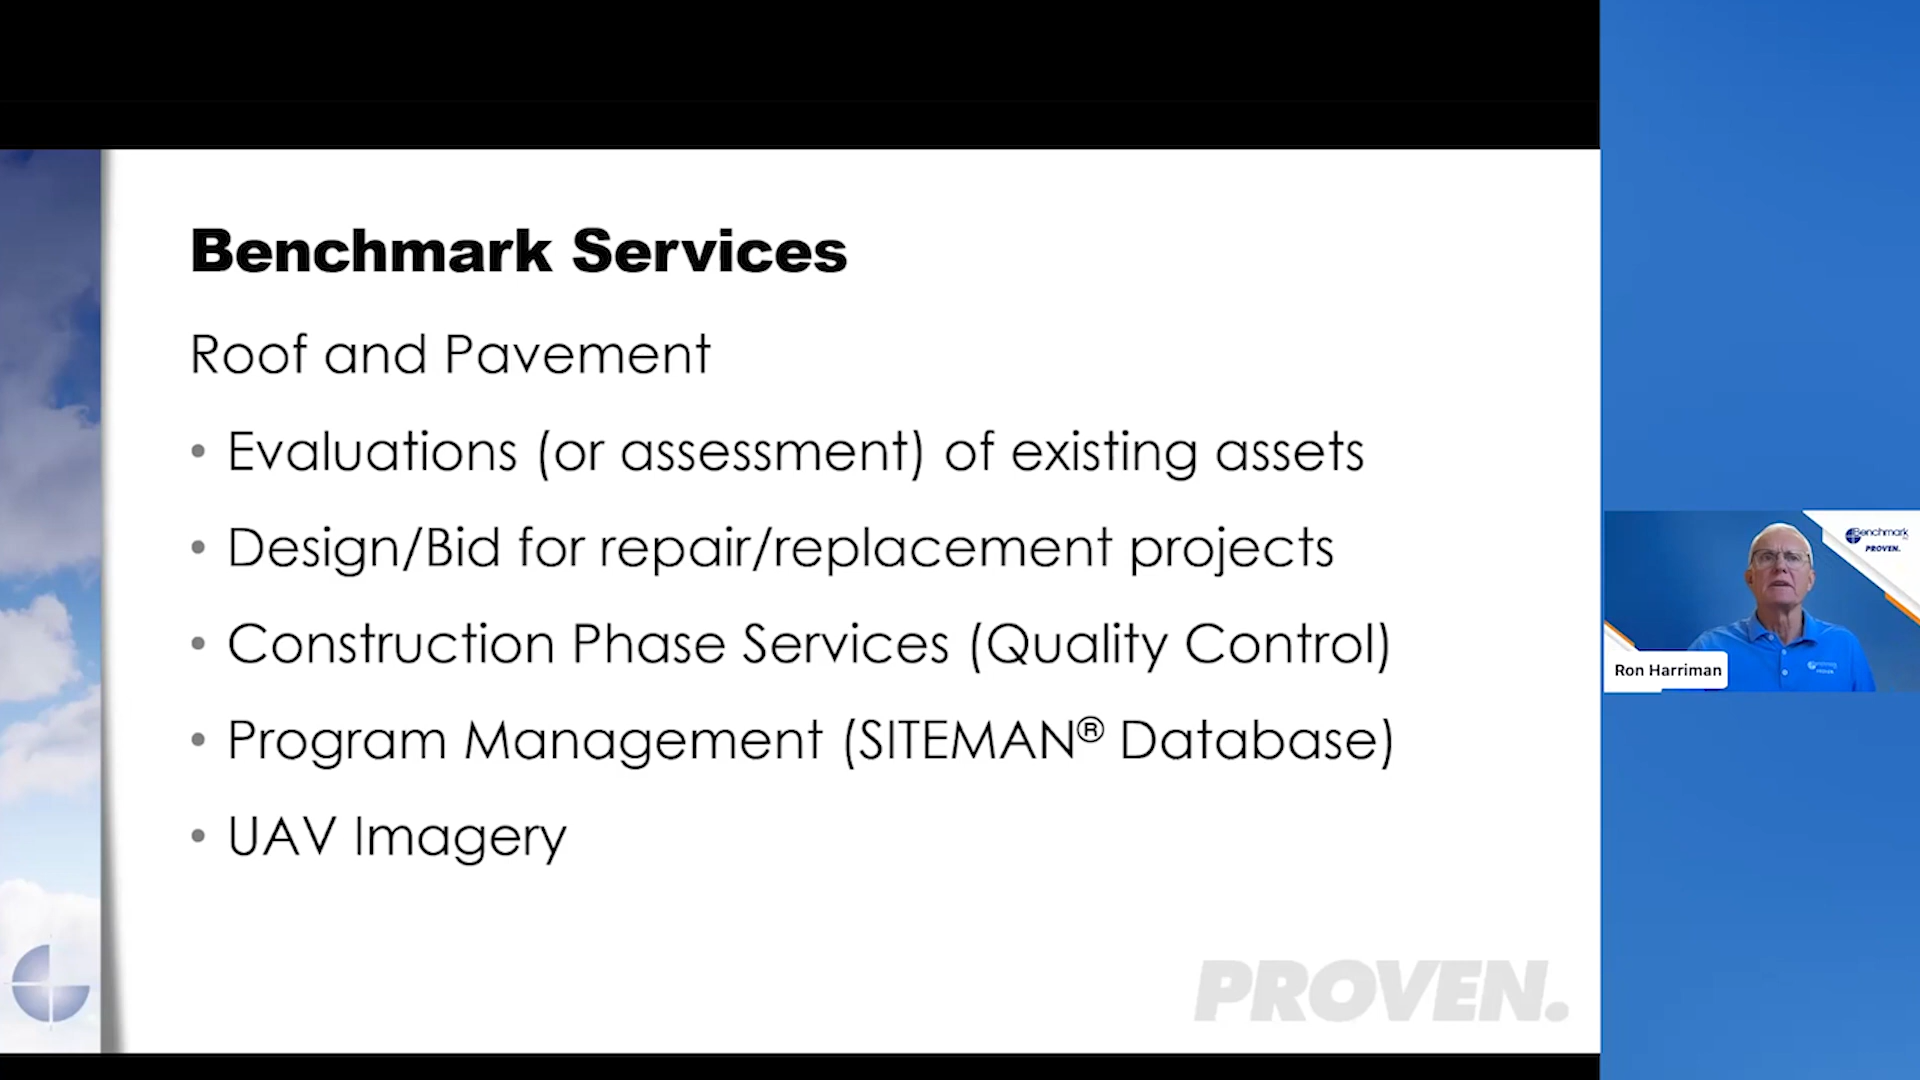 Benchmark Services
Roof and Pavement
• Evaluations (or assessment) of existing assets
• Design/Bid for repair/replacement projects
• Construction Phase Services (Quality Control)
• Program Management (SITEMAN® Database)
• UAV Imagery
PROVEN.
Benchmark
PROVEN.
Ron Harriman